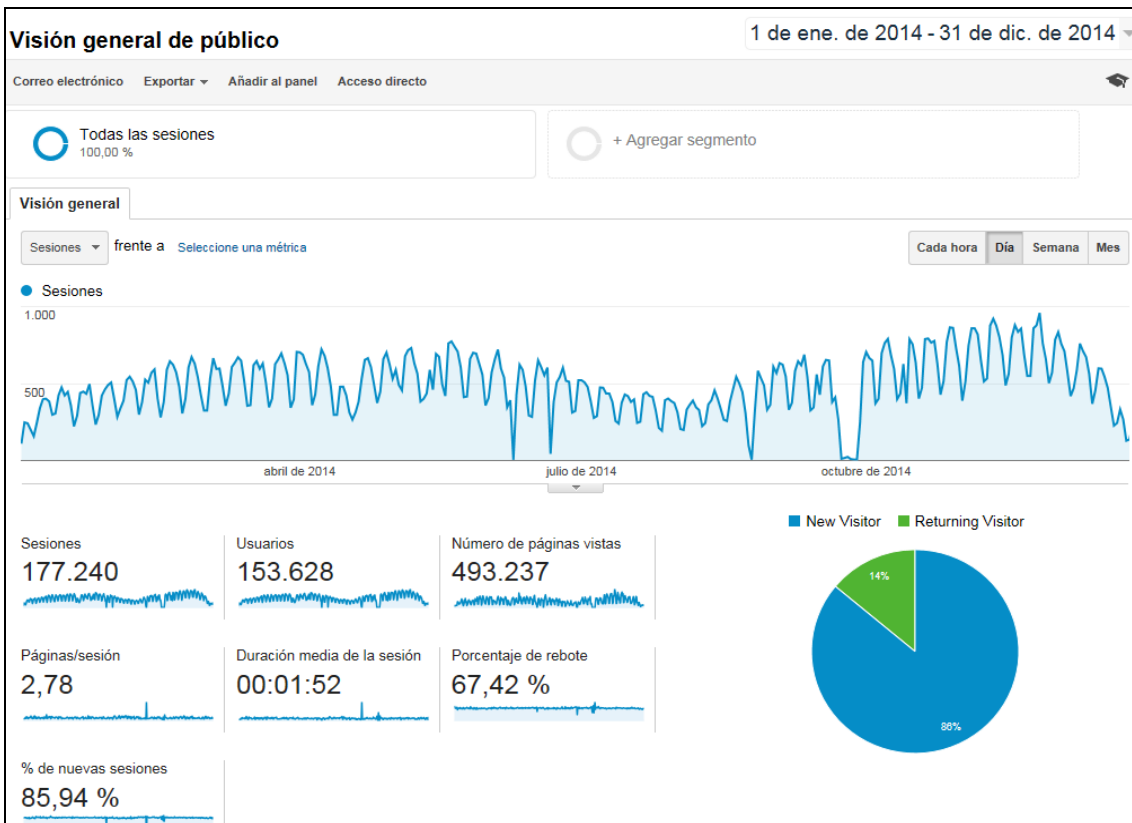 Visión general de público
1 de ene. de 2014 - 31 de dic. de 2014
Correo electrónico Exportar Añadir al panel Acceso directo
Todas las sesiones
100,00 %
+ Agregar segmento
Visión general
Sesiones frente a Seleccione una métrica
Cada hora Día Semana Mes
Sesiones
1.000
500
abril de 2014 julio de 2014 octubre de 2014
New Visitor Returning Visitor
Sesiones
177.240
Usuarios
153.628
Número de páginas vistas
493.237
Páginas/sesión
2,78
Duración media de la sesión
00:01:52
Porcentaje de rebote
67,42 %
% de nuevas sesiones
85,94 %
14%
86%